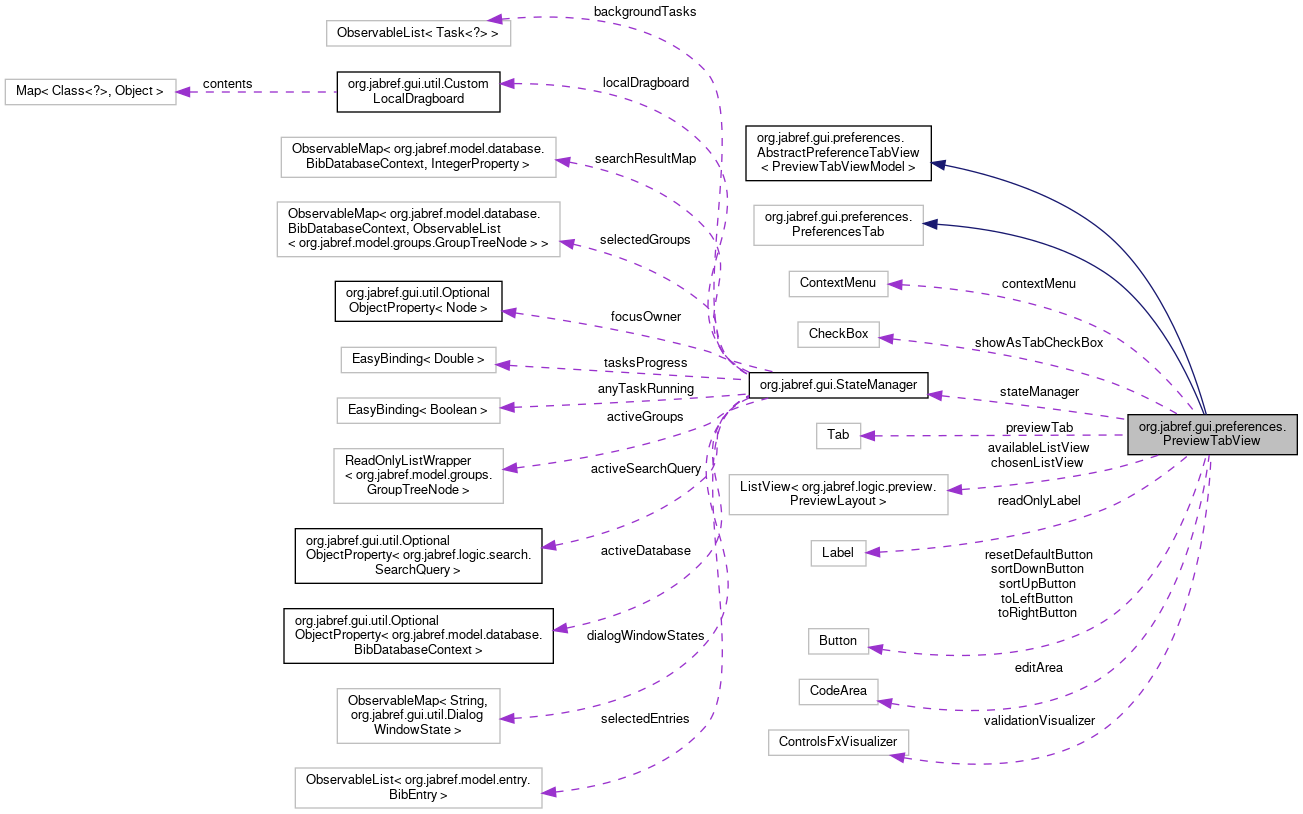 backgroundTasks
ObservableList< Task<?> >
localDragboard
contents
Map< Class<?>, Object >
org.jabref.gui.util.Custom
LocalDragboard
ObservableMap< org.jabref.model.database.
BibDatabaseContext, IntegerProperty >
searchResultMap
ObservableMap< org.jabref.model.database.
BibDatabaseContext, ObservableList
< org.jabref.model.groups.GroupTreeNode > >
selectedGroups
org.jabref.gui.util.Optional
ObjectProperty< Node >
focusOwner
EasyBinding< Double >
tasksProgress
EasyBinding< Boolean >
anyTaskRunning
activeGroups
ReadOnlyListWrapper
< org.jabref.model.groups.
GroupTreeNode >
activeSearchQuery
org.jabref.gui.util.Optional
ObjectProperty< org.jabref.logic.search.
SearchQuery >
activeDatabase
org.jabref.gui.util.Optional
ObjectProperty< org.jabref.model.database.
BibDatabaseContext >
dialogWindowStates
ObservableMap< String,
org.jabref.gui.util.Dialog
WindowState >
selectedEntries
ObservableList< org.jabref.model.entry.
BibEntry >
org.jabref.gui.preferences.
AbstractPreferenceTabView
< PreviewTabViewModel >
org.jabref.gui.preferences.
PreferencesTab
ContextMenu
contextMenu
CheckBox
showAsTabCheckBox
org.jabref.gui.StateManager
stateManager
Tab
previewTab
availableListView
chosenListView
ListView< org.jabref.logic.preview.
PreviewLayout >
readOnlyLabel
Label
resetDefaultButton
sortDownButton
sortUpButton
toLeftButton
toRightButton
Button
editArea
CodeArea
validationVisualizer
ControlsFxVisualizer
org.jabref.gui.preferences.
PreviewTabView